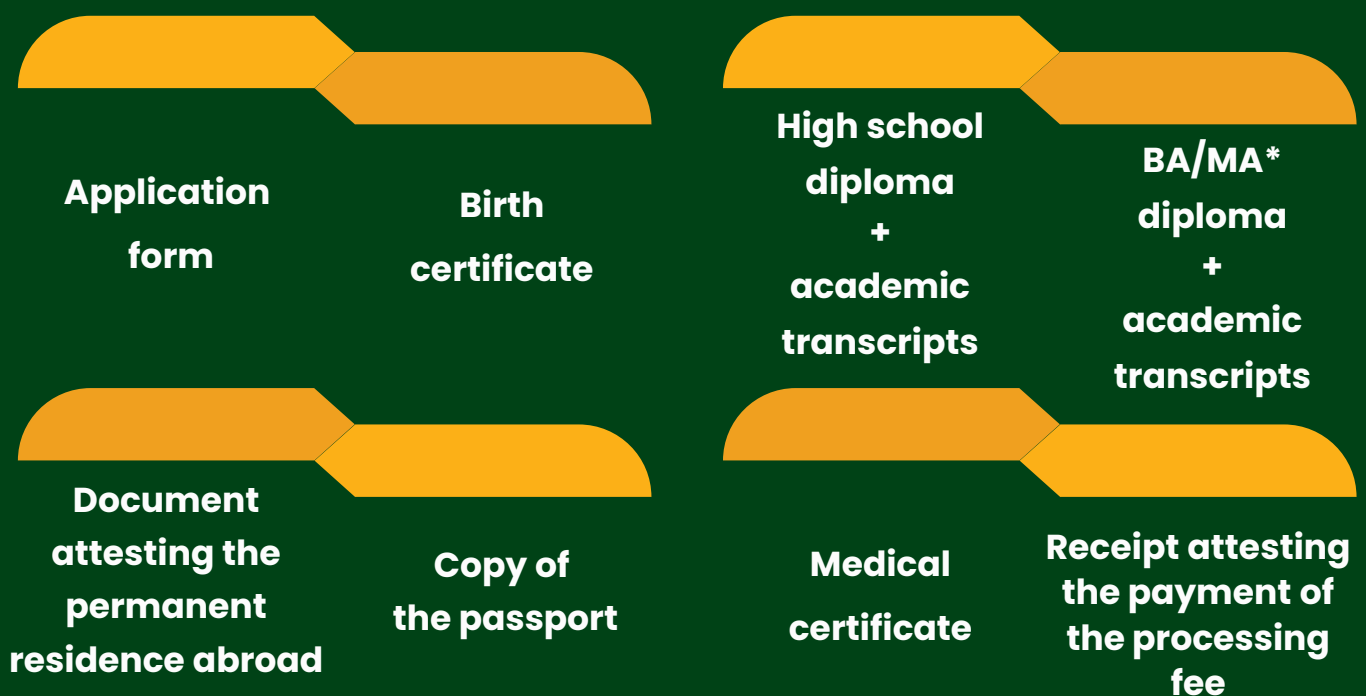 Application
form
Birth
certificate
High school
diploma
+
academic
transcripts
BA/MA*
diploma
+
academic
transcripts
Document
attesting the
permanent
residence abroad
Copy of
the passport
Medical
certificate
Receipt attesting
the payment of
the processing
fee